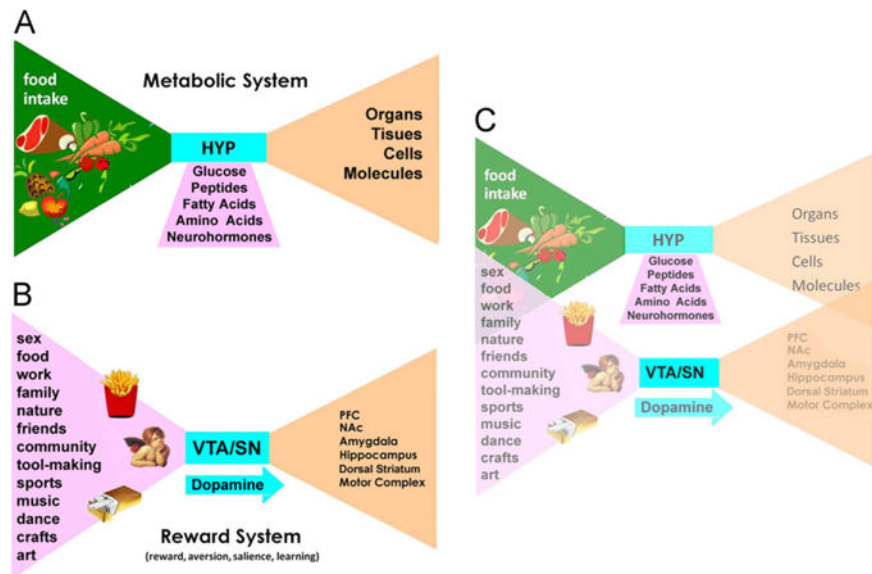 A
food
intake
Metabolic System
HYP
Glucose
Peptides
Fatty Acids
Amino Acids
Neurohormones
Organs
Tisues
Cells
Molecules
B
sex
food
work
family
nature
friends
community
tool-making
sports
music
dance
crafts
art
VTA/SN
Dopamine
PFC
NAc
Amygdala
Hippocampus
Dorsal Striatum
Motor Complex
Reward System
(reward, aversion, salience, learning)
C
food
intake
HYP
Glucose
Peptides
Fatty Acids
Amino Acids
Neurohormones
Organs
Tissues
Cells
Molecules
sex
food
work
family
nature
friends
community
tool-making
sports
music
dance
crafts
art
VTA/SN
Dopamine
PFC
NAc
Amygdala
Hippocampus
Dorsal Striatum
Motor Complex